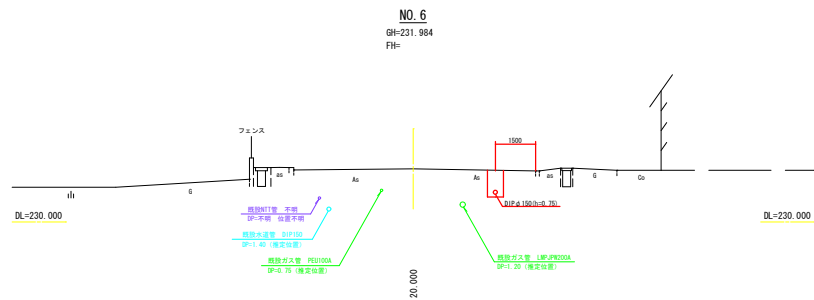 NO. 6
GH=231.984
FH=
フェンス
1500
as
As
As
as
G
G
Co
DIPφ150(h=0.75)
DL=230.000
DL=230.000
既設NTT管 不明
DP=不明 位置不明
既設水道管 DIP150
DP=1.40 (推定位置)
既設ガス管 PEU100A
DP=0.75 (推定位置)
既設ガス管 LMPJPM200A
DP=1.20 (推定位置)
20.000